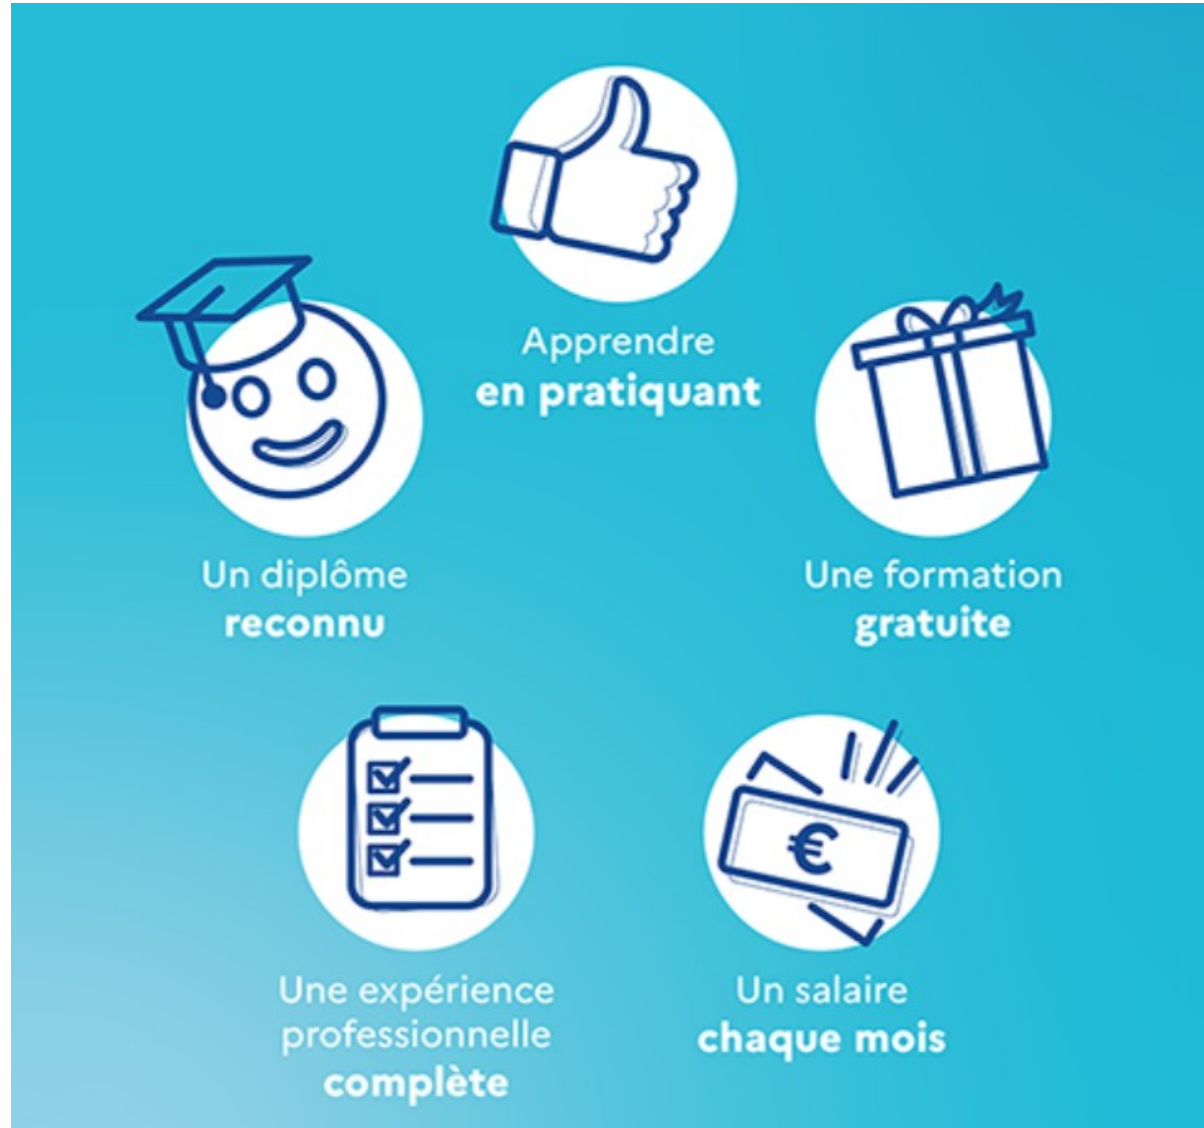 Apprendre
en pratiquant
Un diplôme
reconnu
Une formation
gratuite
Une expérience
professionnelle
complète
€
Un salaire
chaque mois